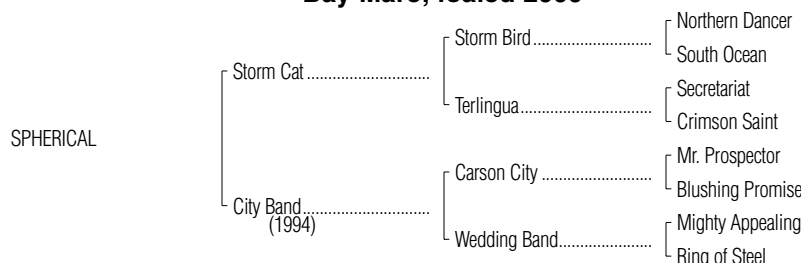 Bay Mare; foaled
Northern Dancer
Storm Bird
South Ocean
Storm Cat
Secretariat
Terlingua
Crimson Saint
SPHERICAL
Mr. Prospector
Carson City
Blushing Promise
City Band
(1994)
Mighty Appealing
Wedding Band
Ring of Steel